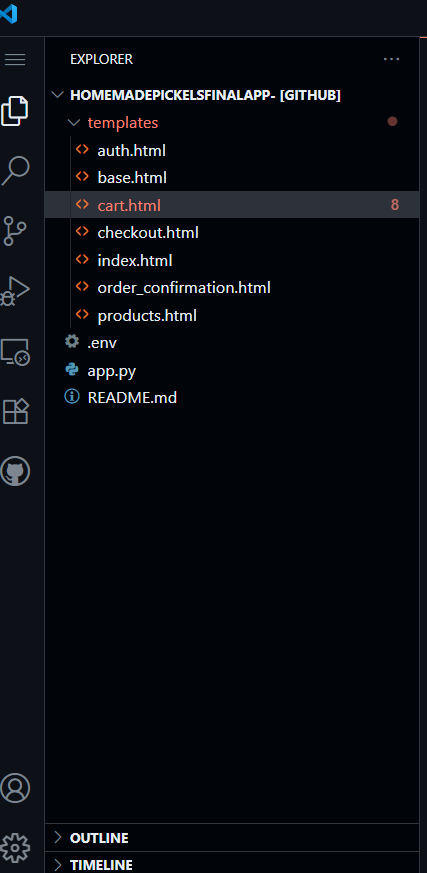 EXPLORER
HOMEMADEPICKELSFINALAPP- [GITHUB]
templates
auth.html
base.html
cart.html 8
checkout.html
index.html
order_confirmation.html
products.html
.env
app.py
README.md
OUTLINE
TIMELINE